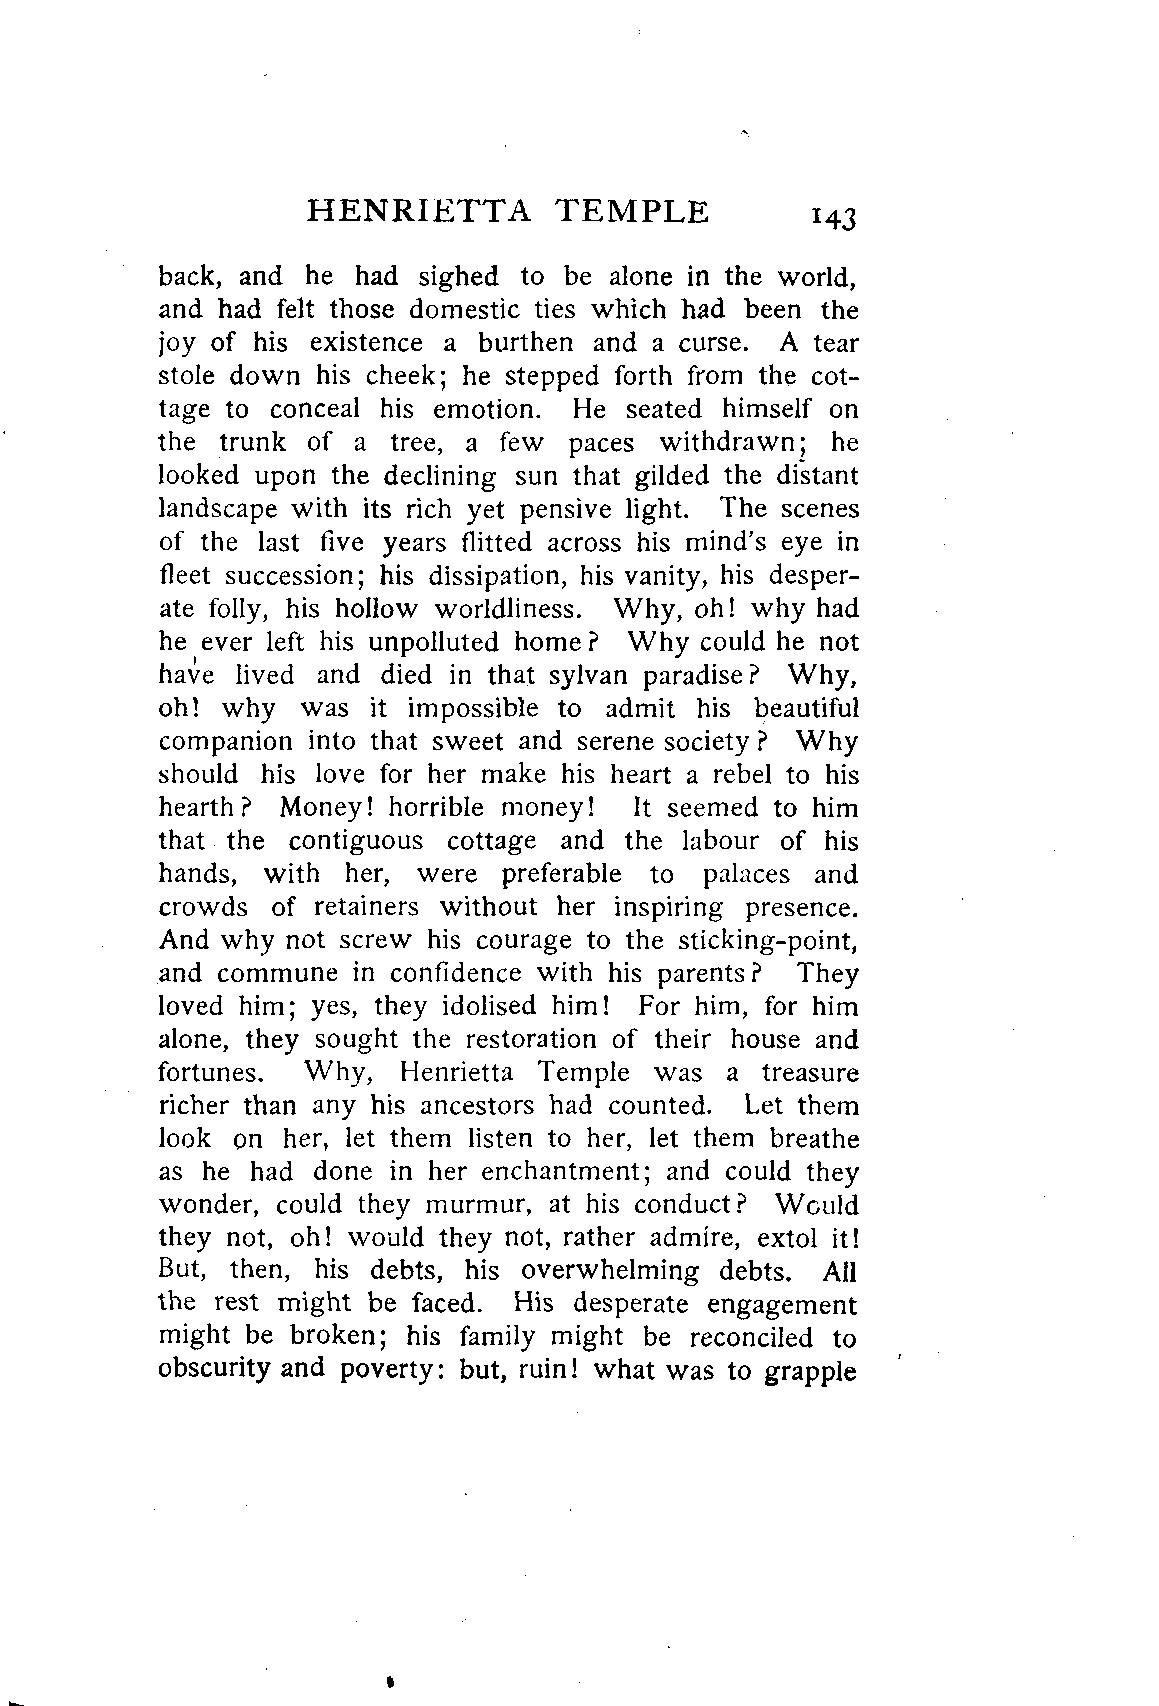 HENRIETTA TEMPLE 143
back, and he had sighed to be alone in the world,
and had felt those domestic ties which had been the
joy of his existence a burthen and a curse. A tear
stole down his cheek; he stepped forth from the cot-
tage to conceal his emotion. He seated himself on
the trunk of a tree, a few paces withdrawn; he
looked upon the declining sun that gilded the distant
landscape with its rich yet pensive light. The scenes
of the last five years flitted across his mind's eye in
fleet succession; his dissipation, his vanity, his desper-
ate folly, his hollow worldliness. Why, oh! why had
he ever left his unpolluted home? Why could he not
have lived and died in that sylvan paradise? Why,
oh! why was it impossible to admit his beautiful
companion into that sweet and serene society? Why
should his love for her make his heart a rebel to his
hearth? Money! horrible money! It seemed to him
that the contiguous cottage and the labour of his
hands, with her, were preferable to palaces and
crowds of retainers without her inspiring presence.
And why not screw his courage to the sticking-point,
and commune in confidence with his parents? They
loved him; yes, they idolised him! For him, for him
alone, they sought the restoration of their house and
fortunes. Why, Henrietta Temple was a treasure
richer than any his ancestors had counted. Let them
look on her, let them listen to her, let them breathe
as he had done in her enchantment; and could they
wonder, could they murmur, at his conduct? Would
they not, oh! would they not, rather admire, extol it!
But, then, his debts, his overwhelming debts. All
the rest might be faced. His desperate engagement
might be broken; his family might be reconciled to
obscurity and poverty: but, ruin! what was to grapple